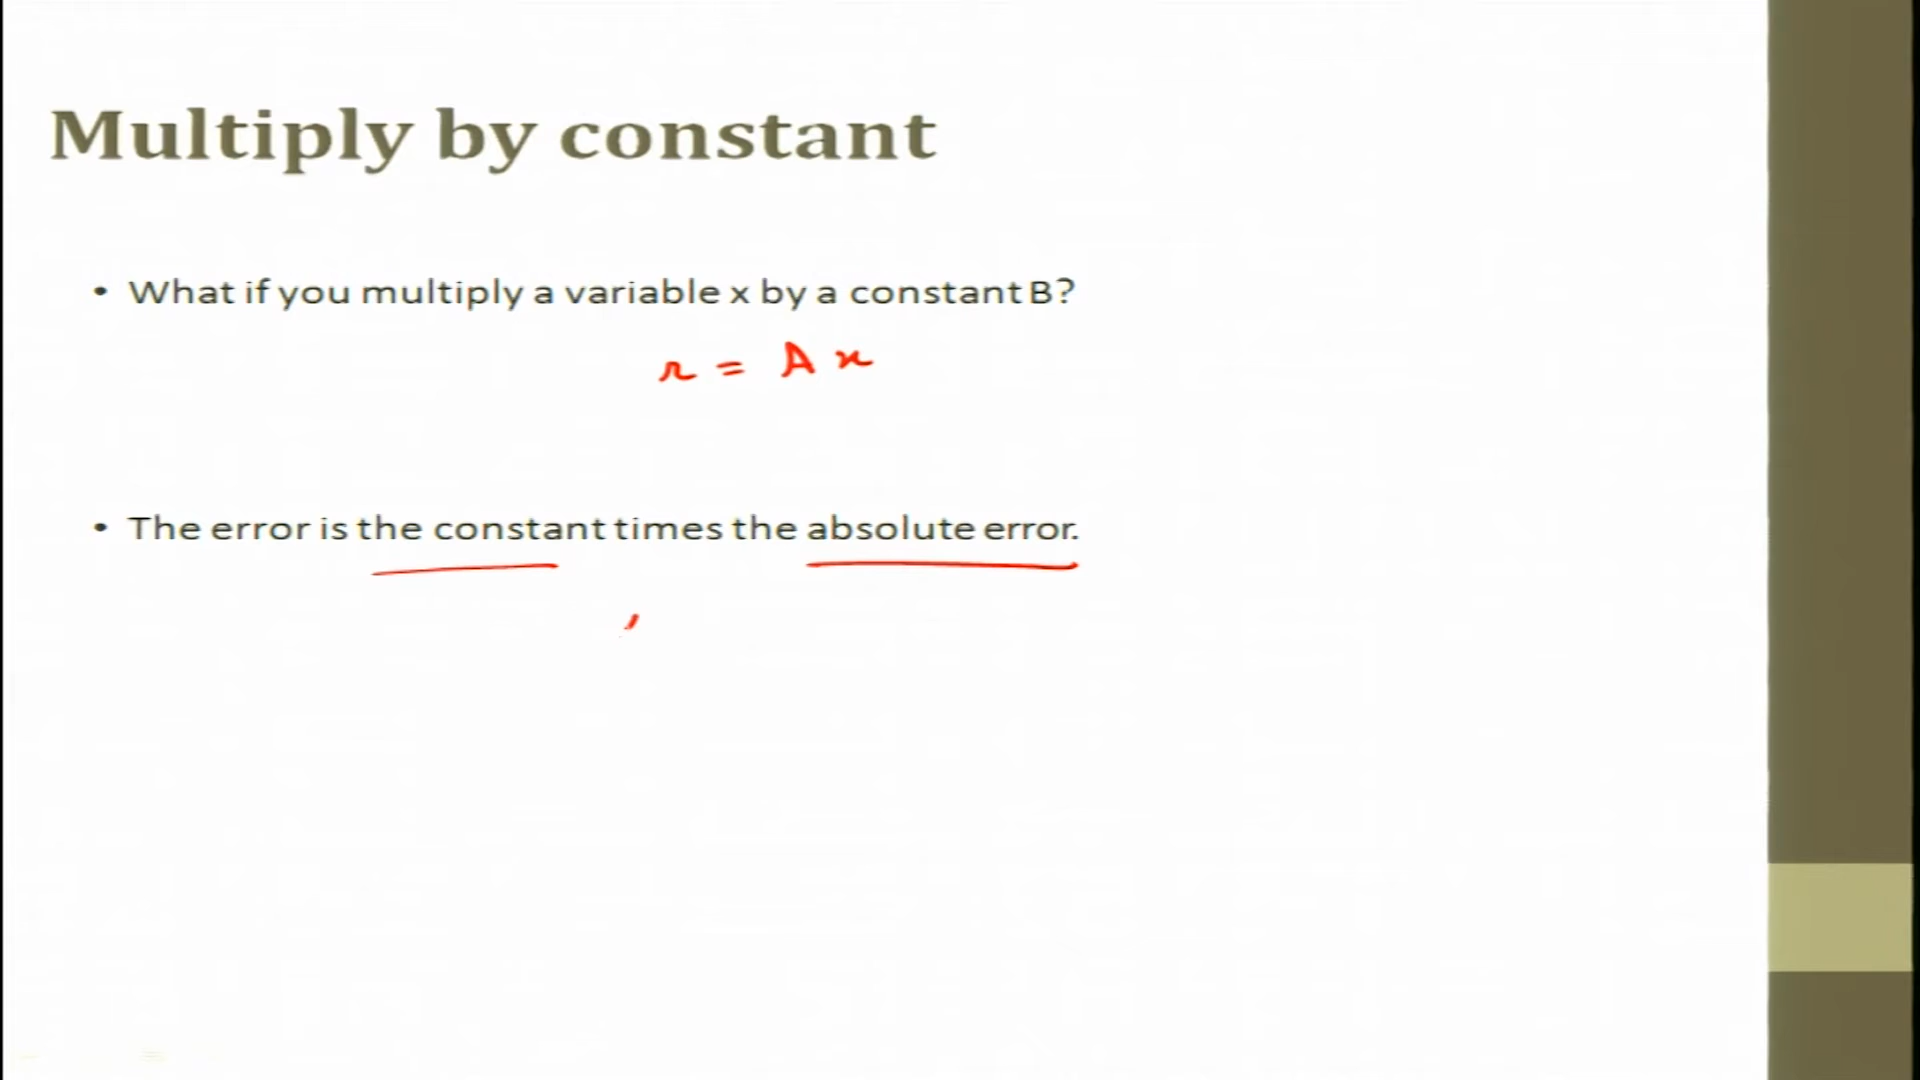 Multiply by constant
• What if you multiply a variable x by a constant B?
r = A x
• The error is the constant times the absolute error.